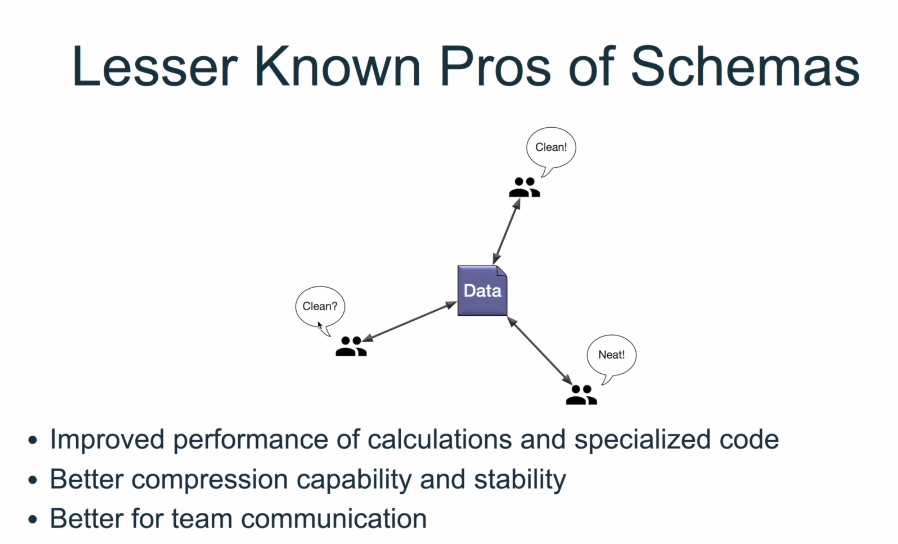 Lesser Known Pros of Schemas
Clean!
Data
Clean?
Neat!
• Improved performance of calculations and specialized code
• Better compression capability and stability
• Better for team communication